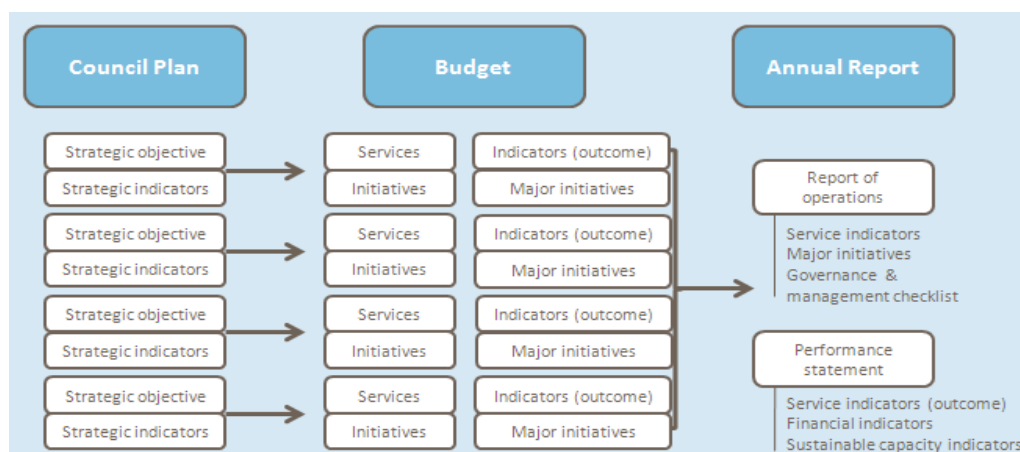 Council Plan
Budget
Annual Report
Strategic objective
Strategic indicators
Services
Initiatives
Indicators (outcome)
Major initiatives
Strategic objective
Strategic indicators
Services
Initiatives
Indicators (outcome)
Major initiatives
Strategic objective
Strategic indicators
Services
Initiatives
Indicators (outcome)
Major initiatives
Strategic objective
Strategic indicators
Services
Initiatives
Indicators (outcome)
Major initiatives
Report of
operations
Service indicators
Major initiatives
Governance &
management checklist
Performance
statement
Service indicators (outcome)
Financial indicators
Sustainable capacity indicators